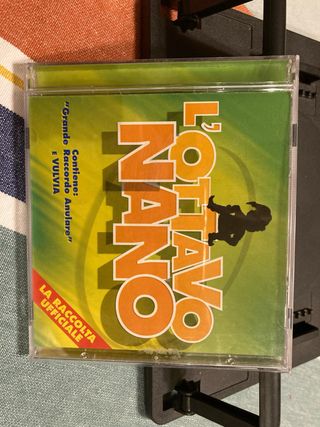 L'OTTAVO
NANO
Contiene:
"Grande Raccordo Anulare"
E VULVIA
LA RACCOLTA
UFFICIALE